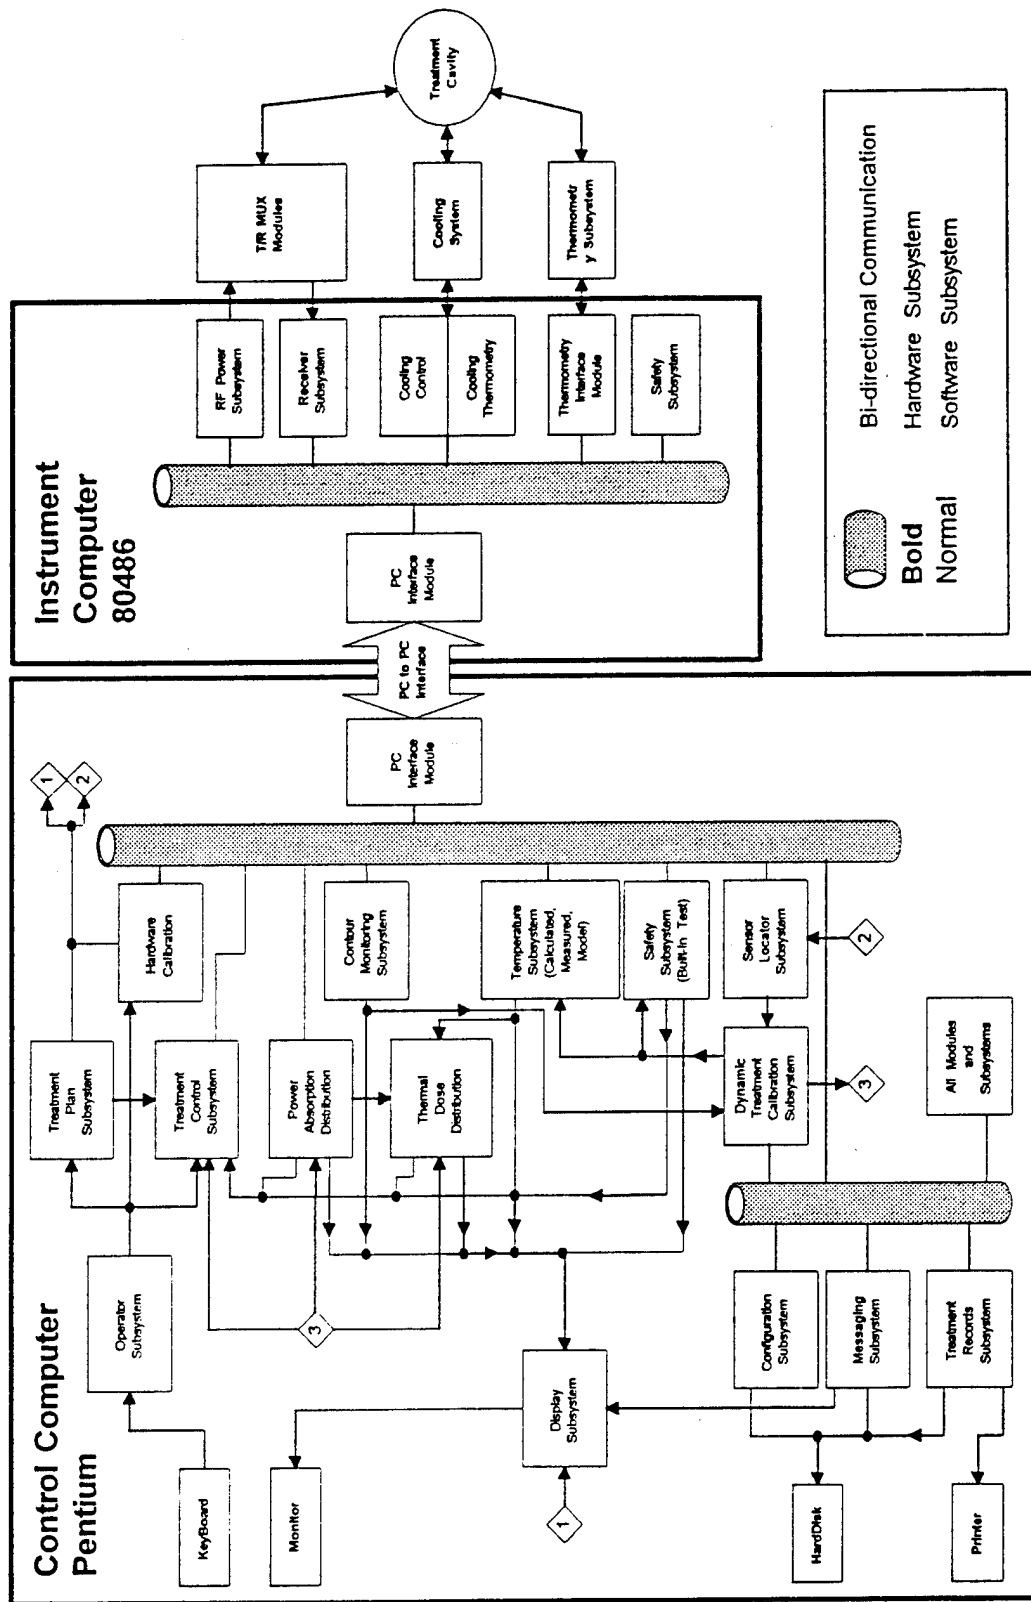 Control Computer
Pentium
KeyBoard
Monitor
HardDisk
Printer
Operator
Subsystem
3
Display
Subsystem
1
Configuration
Subsystem
Messaging
Subsystem
Treatment
Records
Subsystem
Treatment
Plan
Subsystem
Treatment
Control
Subsystem
Power
Absorption
Distribution
Thermal
Dose
Distribution
Dynamic
Treatment
Calibration
Subsystem
3
All Modules
and
Subsystems
Hardware
Calibration
Contour
Monitoring
Subsystem
Temperature
Subsystem
(Calculated,
Measured,
Model)
Safety
Subsystem
(Built-In Test)
Sensor
Locator
Subsystem
2
1
2
PC
Interface
Module
PC to PC
Interface
Instrument
Computer
80486
PC
Interface
Module
RF Power
Subsystem
Receiver
Subsystem
Cooling
Control
Cooling
Thermometry
Thermometry
Interface
Module
Safety
Subsystem
T/R MUX
Modules
Cooling
System
Thermometr
y Subsystem
Treatment
Cavity
Bi-directional Communication
Bold Hardware Subsystem
Normal Software Subsystem